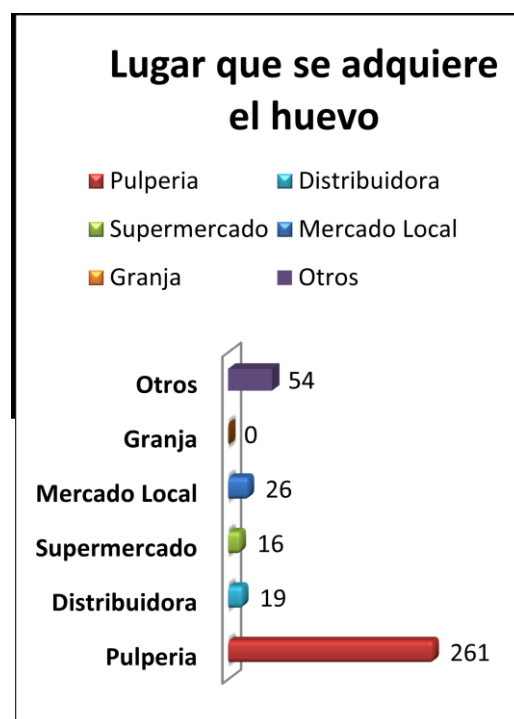 Lugar que se adquiere
el huevo
Pulperia Distribuidora
Supermercado Mercado Local
Granja Otros
Otros 54
Granja 0
Mercado Local 26
Supermercado 16
Distribuidora 19
Pulperia 261